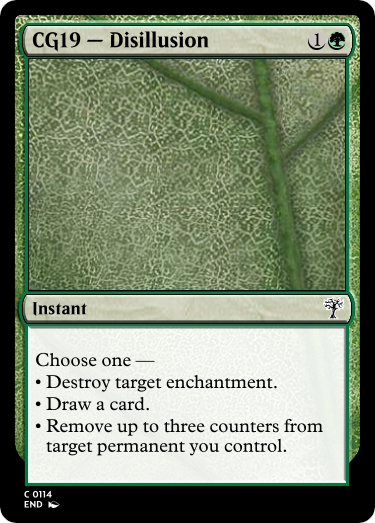 CG19 — Disillusion 1
Instant
Choose one —
• Destroy target enchantment.
• Draw a card.
• Remove up to three counters from
target permanent you control.
C 0114
END